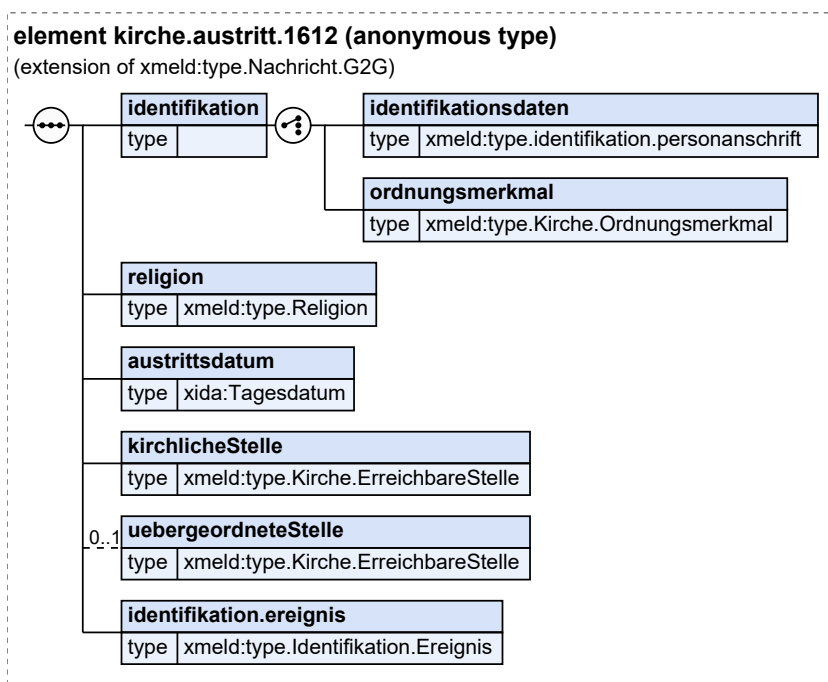 element kirche.austritt.1612 (anonymous type)
(extension of xmeld:type.Nachricht.G2G)
identifikation
type
identifikationsdaten
type xmeld:type.identifikation.personanschrift
ordnungsmerkmal
type xmeld:type.Kirche.Ordnungsmerkmal
religion
type xmeld:type.Religion
austrittsdatum
type xida:Tagesdatum
kirchlicheStelle
type xmeld:type.Kirche.ErreichbareStelle
0..1
uebergeordneteStelle
type xmeld:type.Kirche.ErreichbareStelle
identifikation.ereignis
type xmeld:type.Identifikation.Ereignis